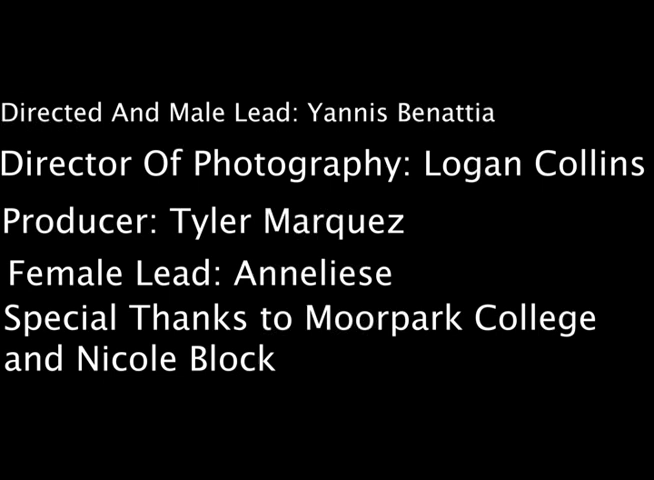 Directed And Male Lead: Yannis Benattia
Director Of Photography: Logan Collins
Producer: Tyler Marquez
Female Lead: Anneliese
Special Thanks to Moorpark College
and Nicole Block